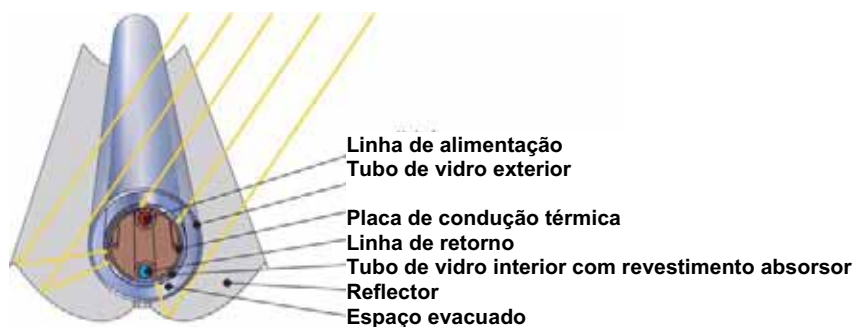 Linha de alimentação
Tubo de vidro exterior
Placa de condução térmica
Linha de retorno
Tubo de vidro interior com revestimento absorsor
Reflector
Espaço evacuado